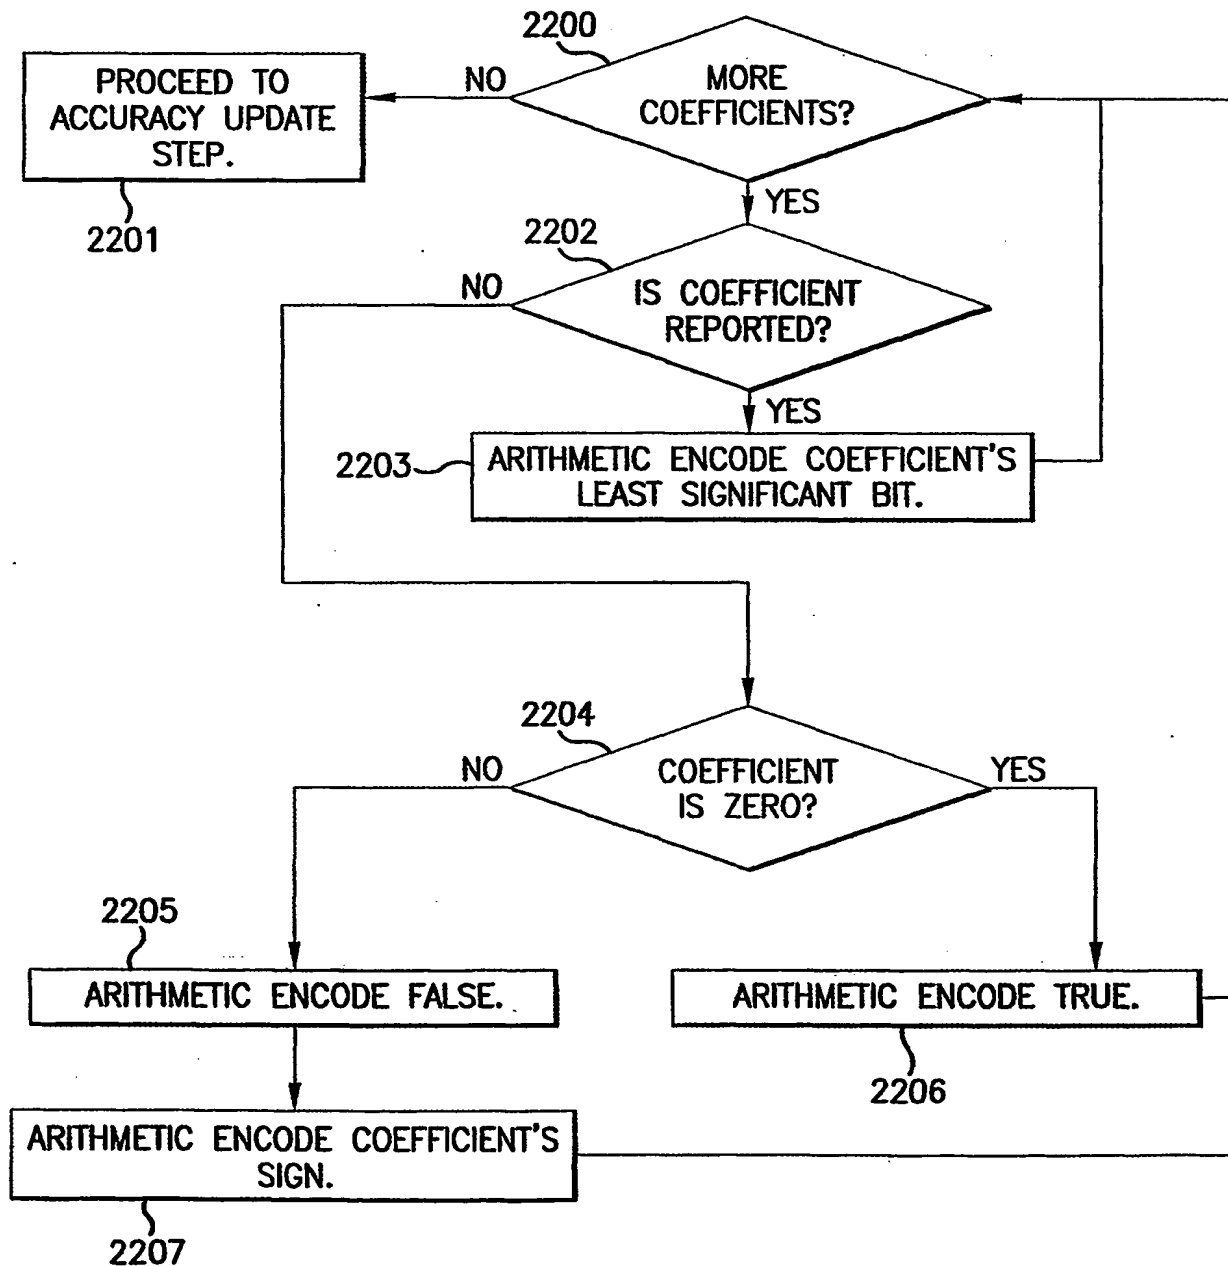 2200
MORE
COEFFICIENTS?
NO
PROCEED TO
ACCURACY UPDATE
STEP.
2201
YES
2202
NO
IS COEFFICIENT
REPORTED?
YES
2203
ARITHMETIC ENCODE COEFFICIENT'S
LEAST SIGNIFICANT BIT.
2204
NO
COEFFICIENT
IS ZERO?
YES
2205
ARITHMETIC ENCODE FALSE.
ARITHMETIC ENCODE TRUE.
2206
ARITHMETIC ENCODE COEFFICIENT'S
SIGN.
2207